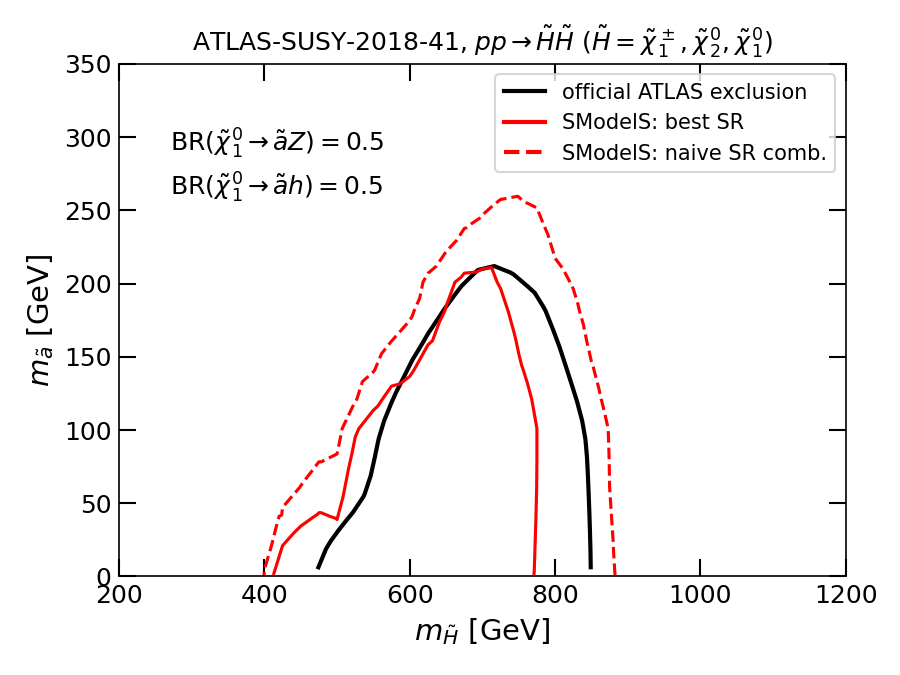 ATLAS-SUSY-2018-41, pp → H̃H̃ (H̃ = χ̃₁±, χ̃₂⁰, χ̃₁⁰)
350
300
250
200
150
100
50
0
official ATLAS exclusion
SModelS: best SR
SModelS: naive SR comb.
BR(χ̃₁⁰ → ãZ) = 0.5
BR(χ̃₁⁰ → ãh) = 0.5
m_ã [GeV]
200 400 600 800 1000 1200
m_H̃ [GeV]